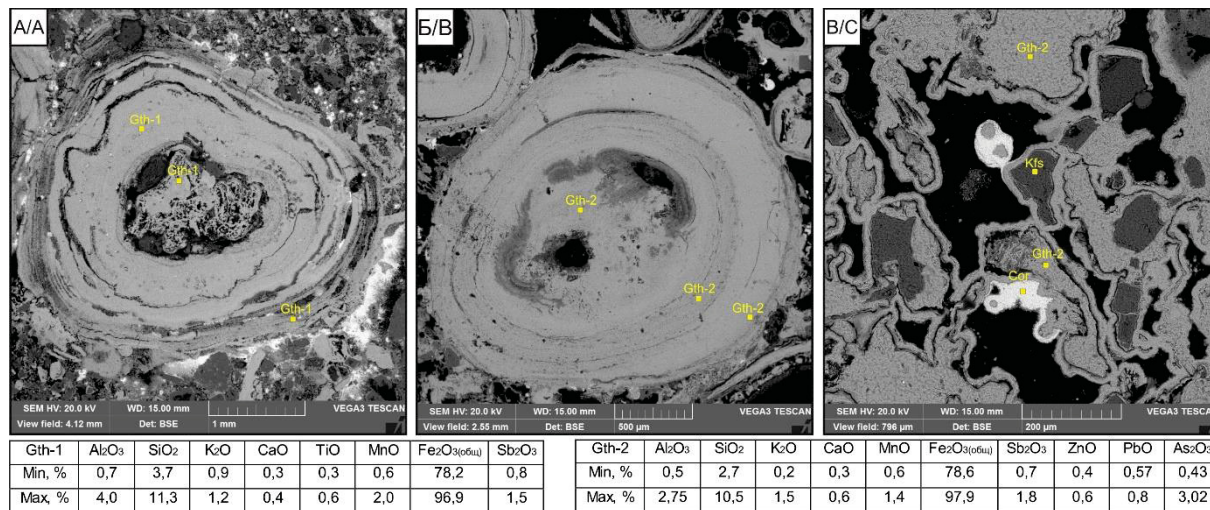 А/A
Gth-1
Gth-1
Gth-1
SEM HV: 20.0 kV WD: 15.00 mm VEGA3 TESCAN
View field: 4.12 mm Det: BSE 1 mm
Б/B
Gth-2
Gth-2
Gth-2
SEM HV: 20.0 kV WD: 15.00 mm VEGA3 TESCAN
View field: 2.55 mm Det: BSE 500 µm
В/C
Gth-2
Kfs
Gth-2
Cor
SEM HV: 20.0 kV WD: 15.00 mm VEGA3 TESCAN
View field: 796 µm Det: BSE 200 µm
Gth-1 Al₂O₃ SiO₂ K₂O CaO TiO MnO Fe₂O₃(общ) Sb₂O₃
Min, % 0,7 3,7 0,9 0,3 0,3 0,6 78,2 0,8
Max, % 4,0 11,3 1,2 0,4 0,6 2,0 96,9 1,5
Gth-2 Al₂O₃ SiO₂ K₂O CaO MnO Fe₂O₃(общ) Sb₂O₃ ZnO PbO As₂O₃
Min, % 0,5 2,7 0,2 0,3 0,6 78,6 0,7 0,4 0,57 0,43
Max, % 2,75 10,5 1,5 0,6 1,4 97,9 1,8 0,6 0,8 3,02